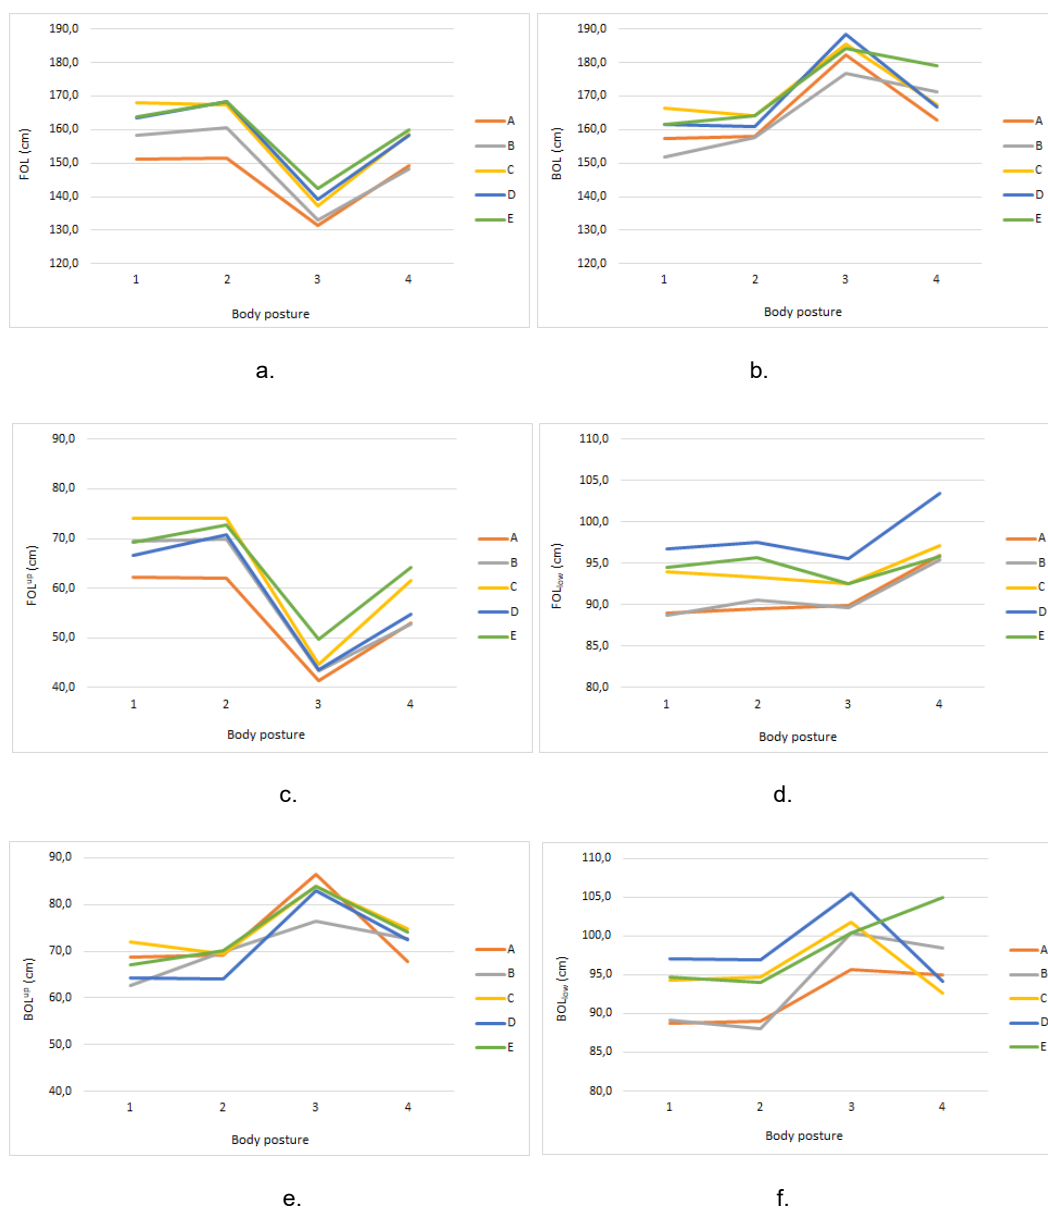 190,0
180,0
170,0
160,0
150,0
140,0
130,0
120,0
FOL (cm)
1 2 3 4
Body posture
A
B
C
D
E
a.
190,0
180,0
170,0
160,0
150,0
140,0
130,0
120,0
BOL (cm)
1 2 3 4
Body posture
A
B
C
D
E
b.
90,0
80,0
70,0
60,0
50,0
40,0
FOLᵘᵖ (cm)
1 2 3 4
Body posture
A
B
C
D
E
c.
110,0
105,0
100,0
95,0
90,0
85,0
80,0
FOLlow (cm)
1 2 3 4
Body posture
A
B
C
D
E
d.
90,0
80,0
70,0
60,0
50,0
40,0
BOLᵘᵖ (cm)
1 2 3 4
Body posture
A
B
C
D
E
e.
110,0
105,0
100,0
95,0
90,0
85,0
80,0
BOLlow (cm)
1 2 3 4
Body posture
A
B
C
D
E
f.